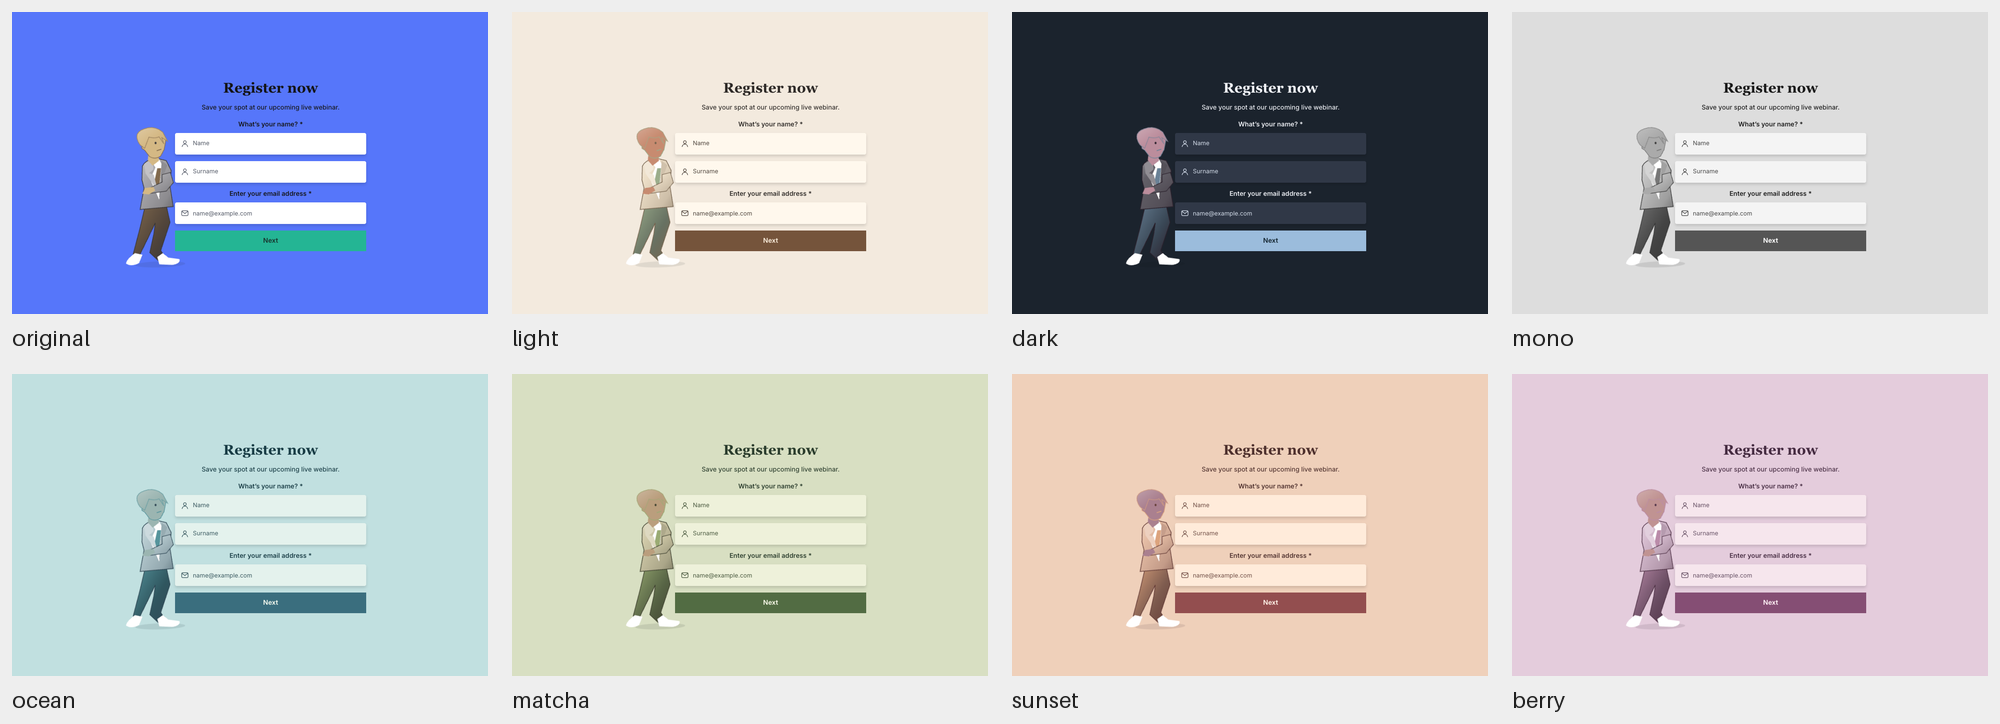 Register now
Save your spot at our upcoming live webinar.
What's your name? *
Name
Surname
Enter your email address *
name@example.com
Next
original
Register now
Save your spot at our upcoming live webinar.
What's your name? *
Name
Surname
Enter your email address *
name@example.com
Next
light
Register now
Save your spot at our upcoming live webinar.
What's your name? *
Name
Surname
Enter your email address *
name@example.com
Next
dark
Register now
Save your spot at our upcoming live webinar.
What's your name? *
Name
Surname
Enter your email address *
name@example.com
Next
mono
Register now
Save your spot at our upcoming live webinar.
What's your name? *
Name
Surname
Enter your email address *
name@example.com
Next
ocean
Register now
Save your spot at our upcoming live webinar.
What's your name? *
Name
Surname
Enter your email address *
name@example.com
Next
matcha
Register now
Save your spot at our upcoming live webinar.
What's your name? *
Name
Surname
Enter your email address *
name@example.com
Next
sunset
Register now
Save your spot at our upcoming live webinar.
What's your name? *
Name
Surname
Enter your email address *
name@example.com
Next
berry